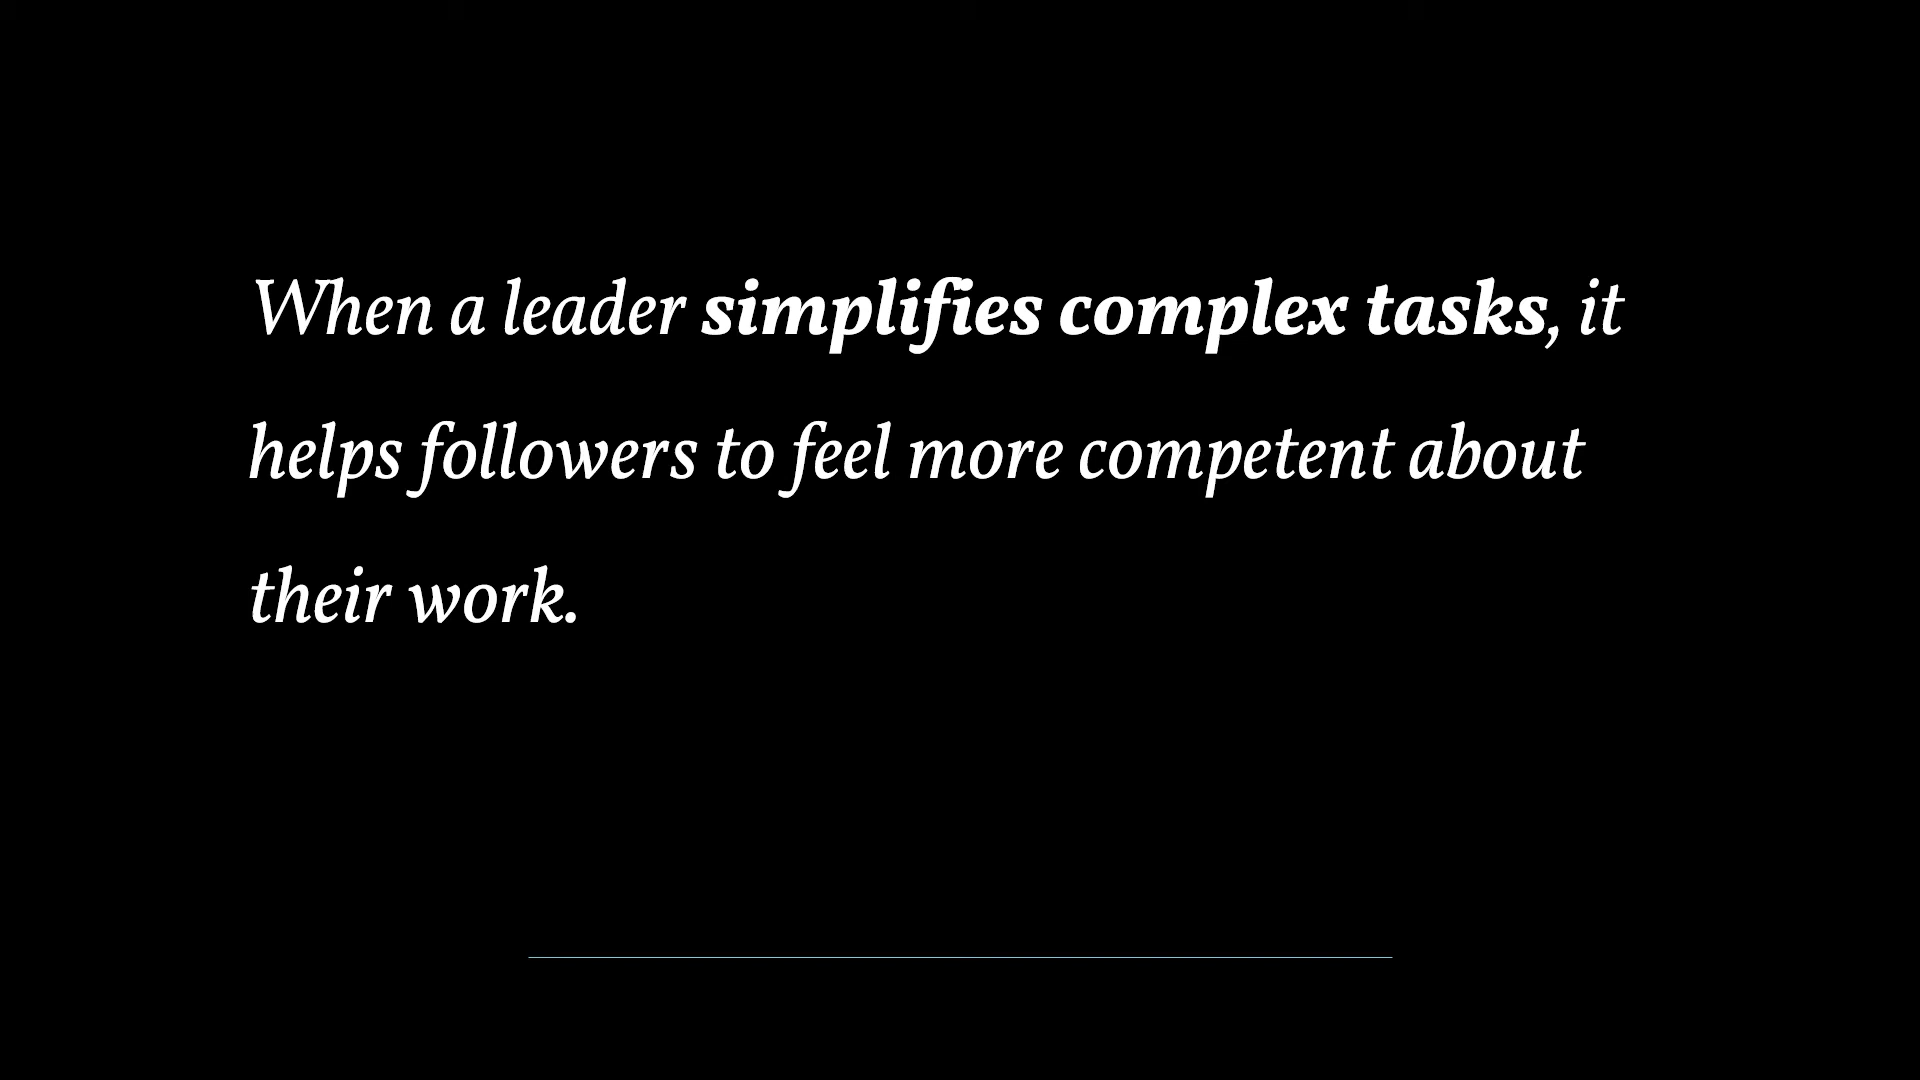 When a leader simplifies complex tasks, it
helps followers to feel more competent about
their work.